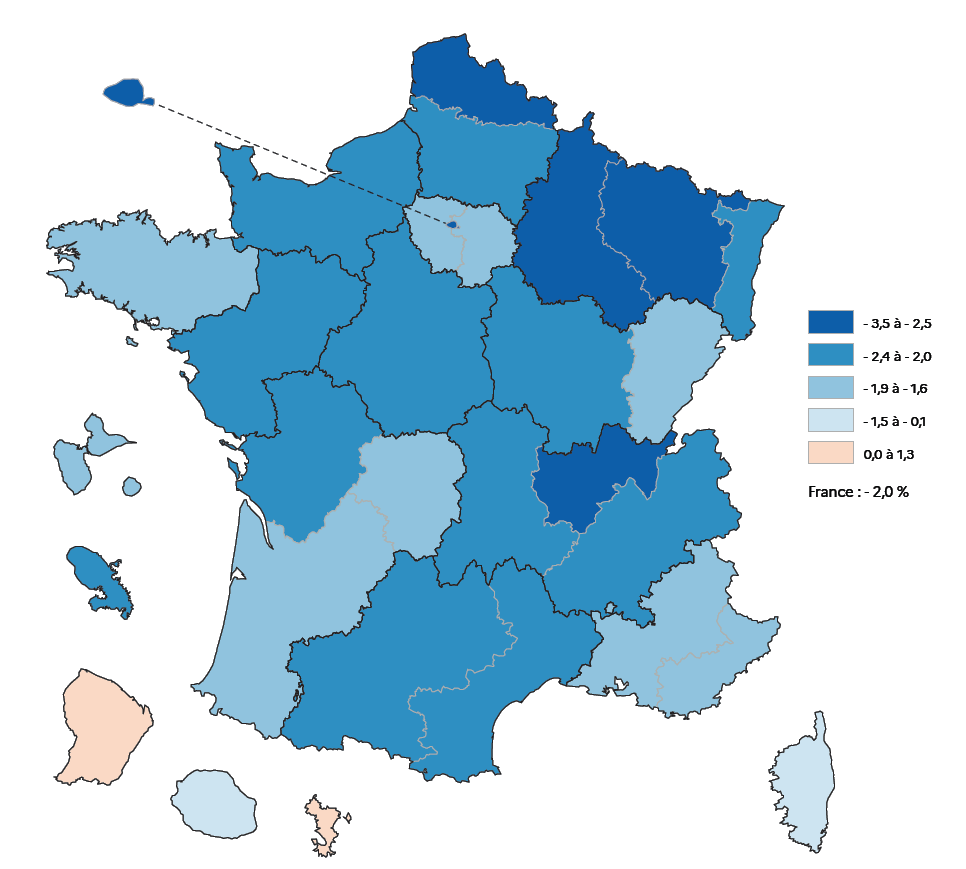 - 3,5 à - 2,5
- 2,4 à - 2,0
- 1,9 à - 1,6
- 1,5 à - 0,1
0,0 à 1,3
France : - 2,0 %